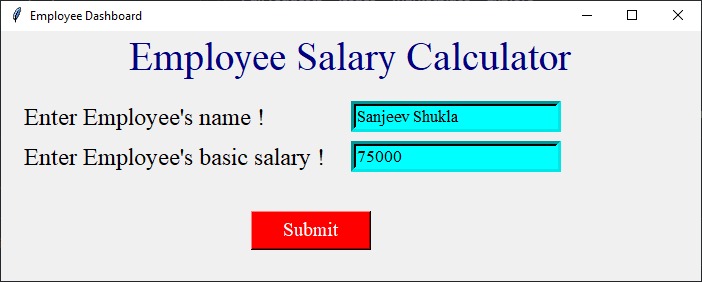 Employee Dashboard
Employee Salary Calculator
Enter Employee's name ! Sanjeev Shukla
Enter Employee's basic salary ! 75000
Submit